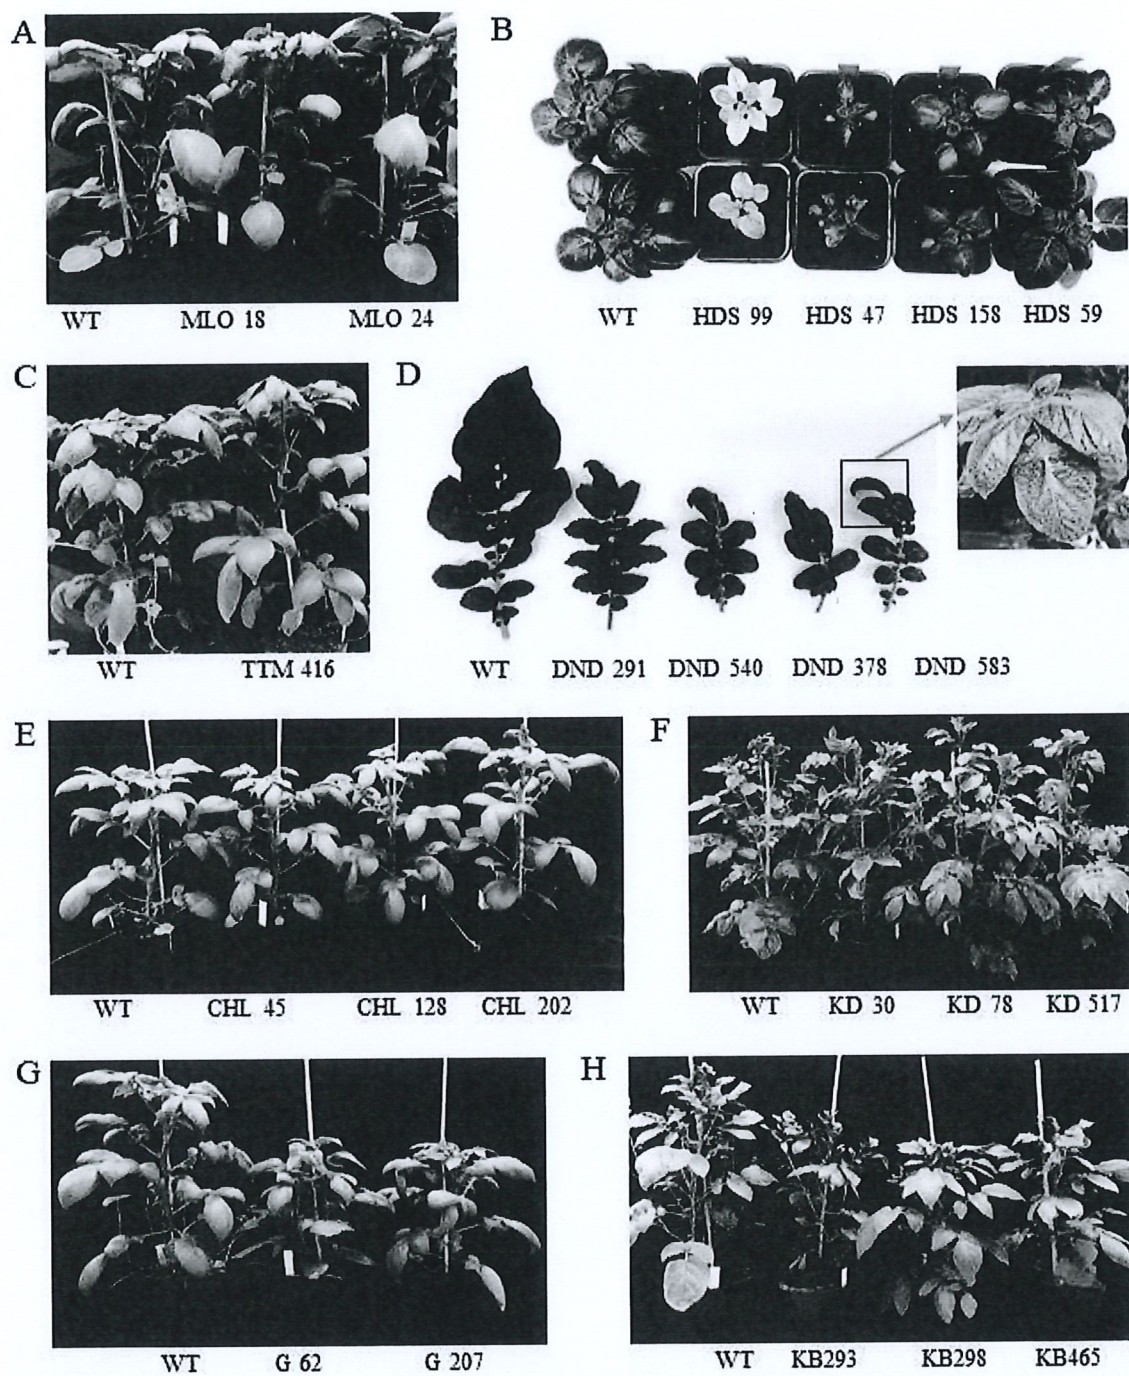 A
B
WT MLO 18 MLO 24
WT HDS 99 HDS 47 HDS 158 HDS 59
C
D
WT TTM 416
WT DND 291 DND 540 DND 378 DND 583
E
F
WT CHL 45 CHL 128 CHL 202
WT KD 30 KD 78 KD 517
G
H
WT G 62 G 207
WT KB293 KB298 KB465